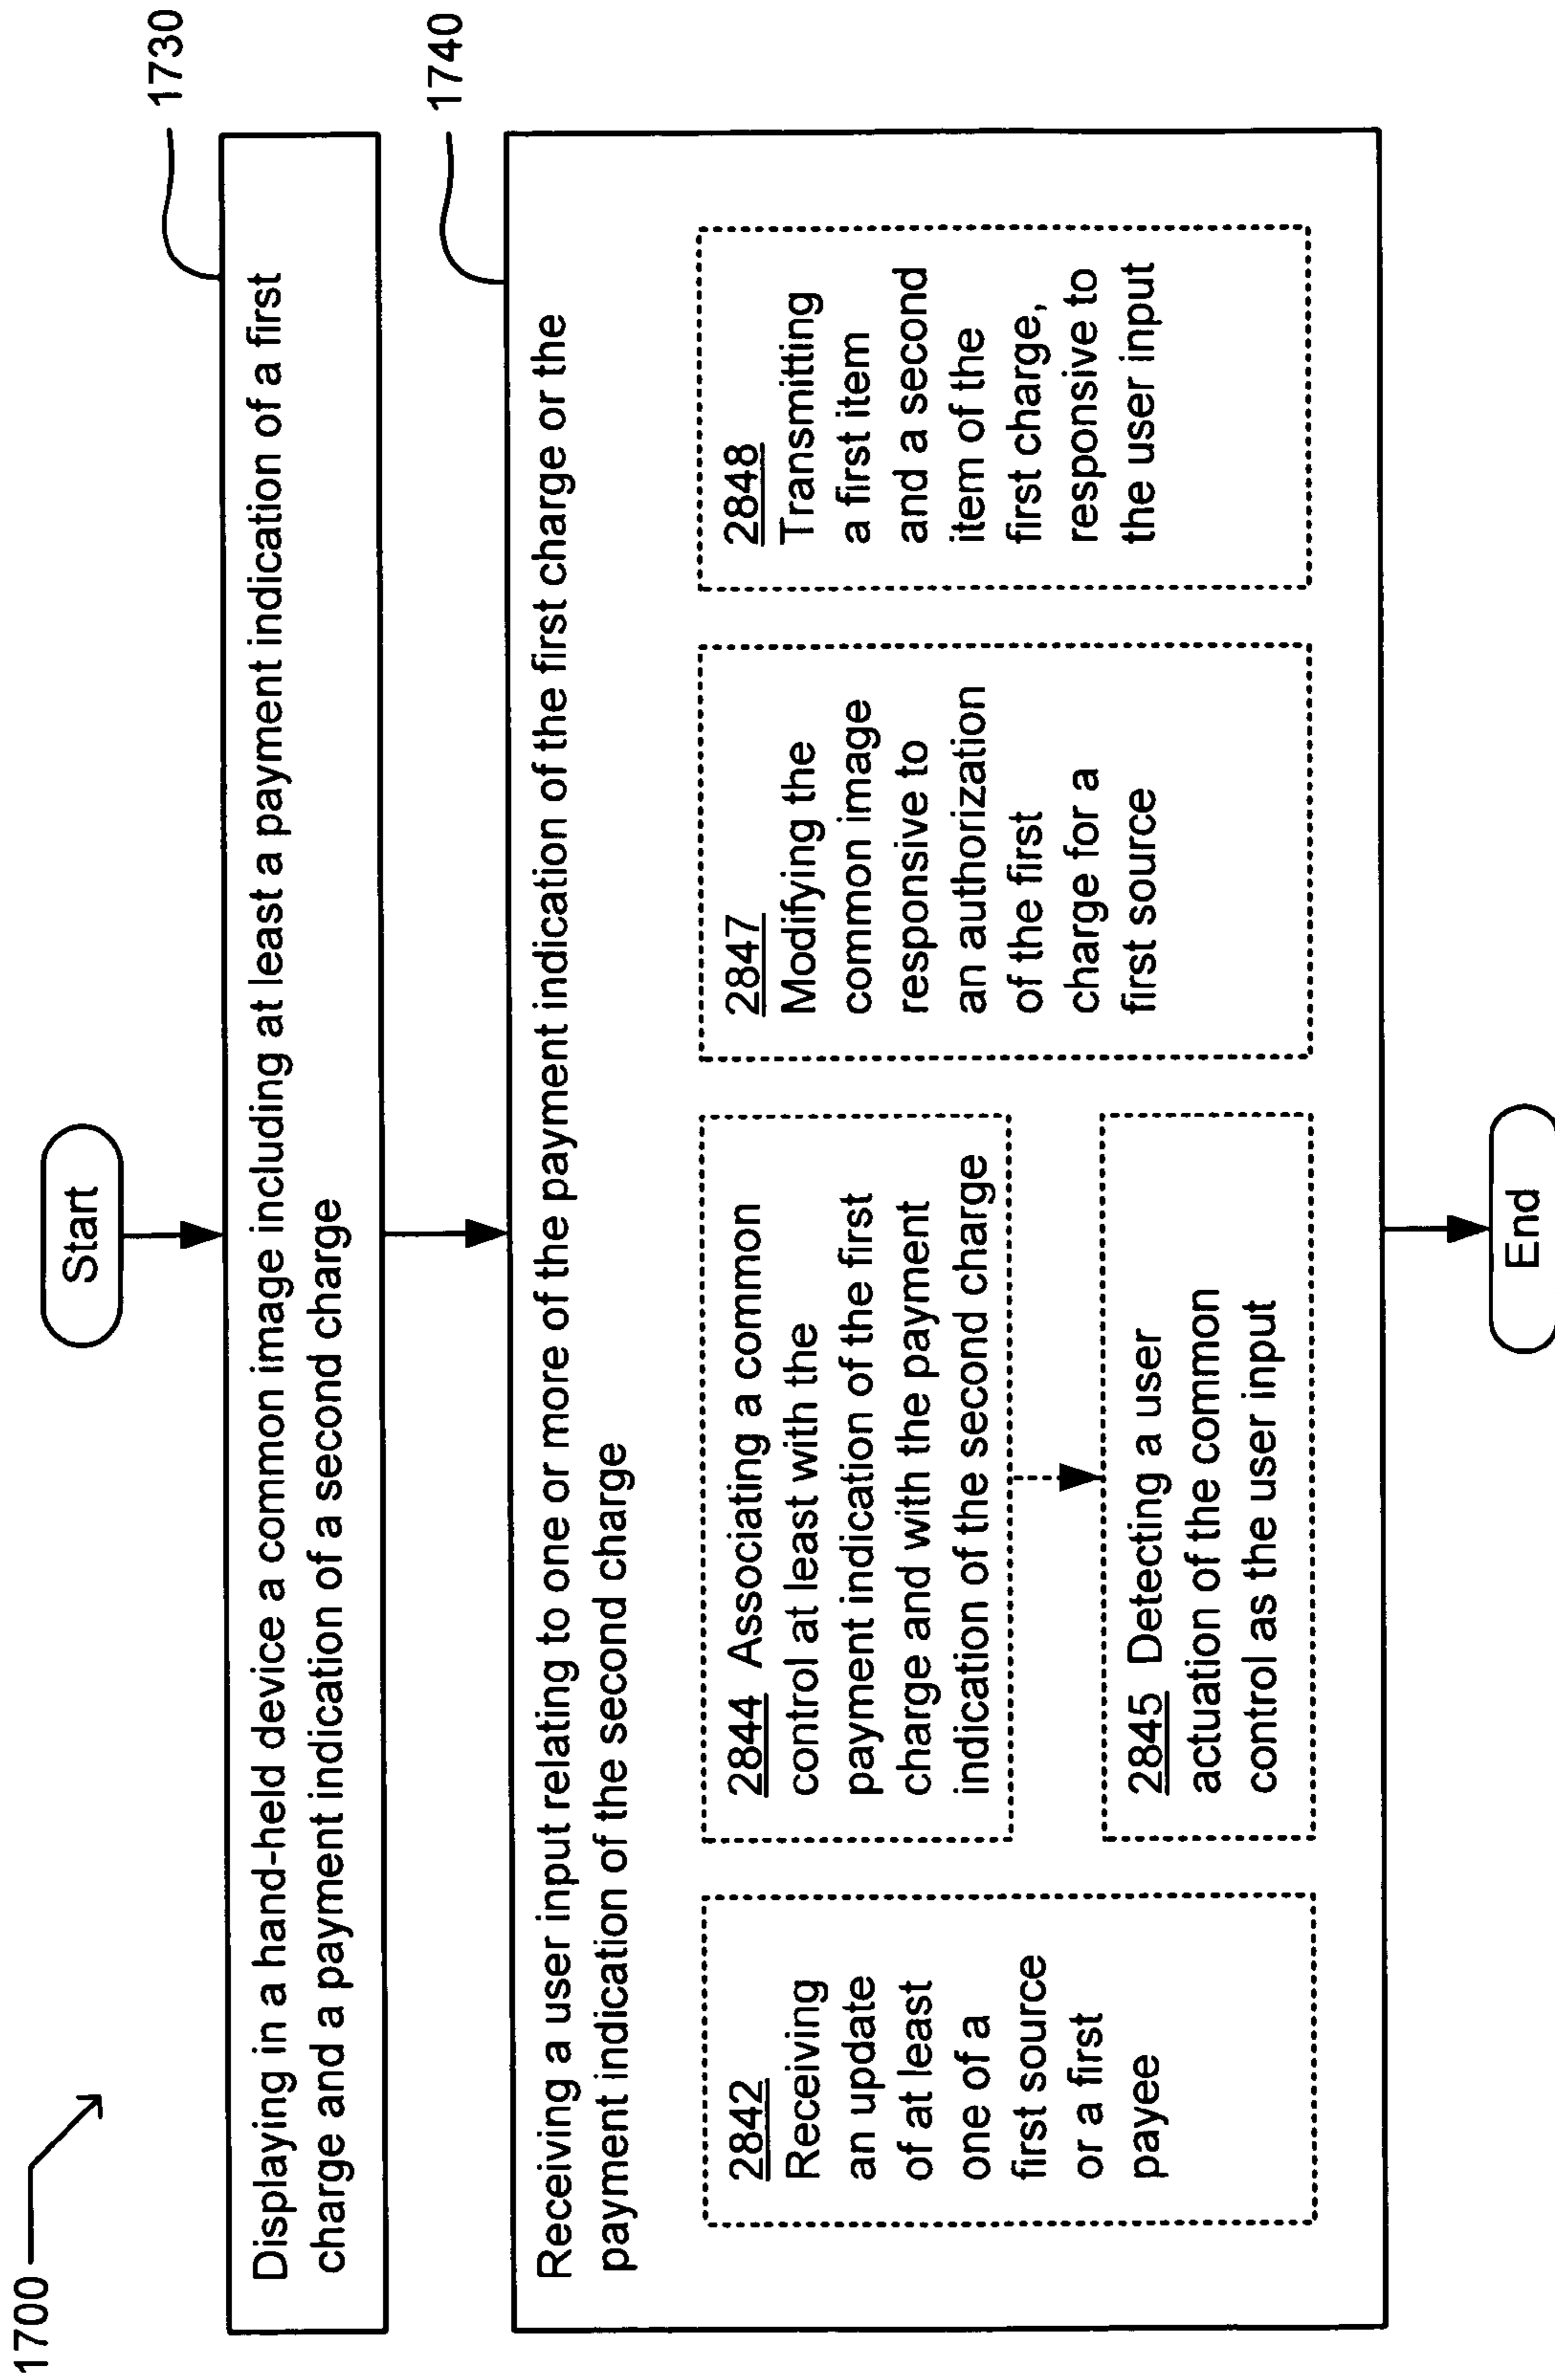 1700
Start
1730
Displaying in a hand-held device a common image including at least a payment indication of a first
charge and a payment indication of a second charge
1740
Receiving a user input relating to one or more of the payment indication of the first charge or the
payment indication of the second charge
2842
Receiving
an update
of at least
one of a
first source
or a first
payee
2844 Associating a common
control at least with the
payment indication of the first
charge and with the payment
indication of the second charge
2845 Detecting a user
actuation of the common
control as the user input
2847
Modifying the
common image
responsive to
an authorization
of the first
charge for a
first source
2848
Transmitting
a first item
and a second
item of the
first charge,
responsive to
the user input
End